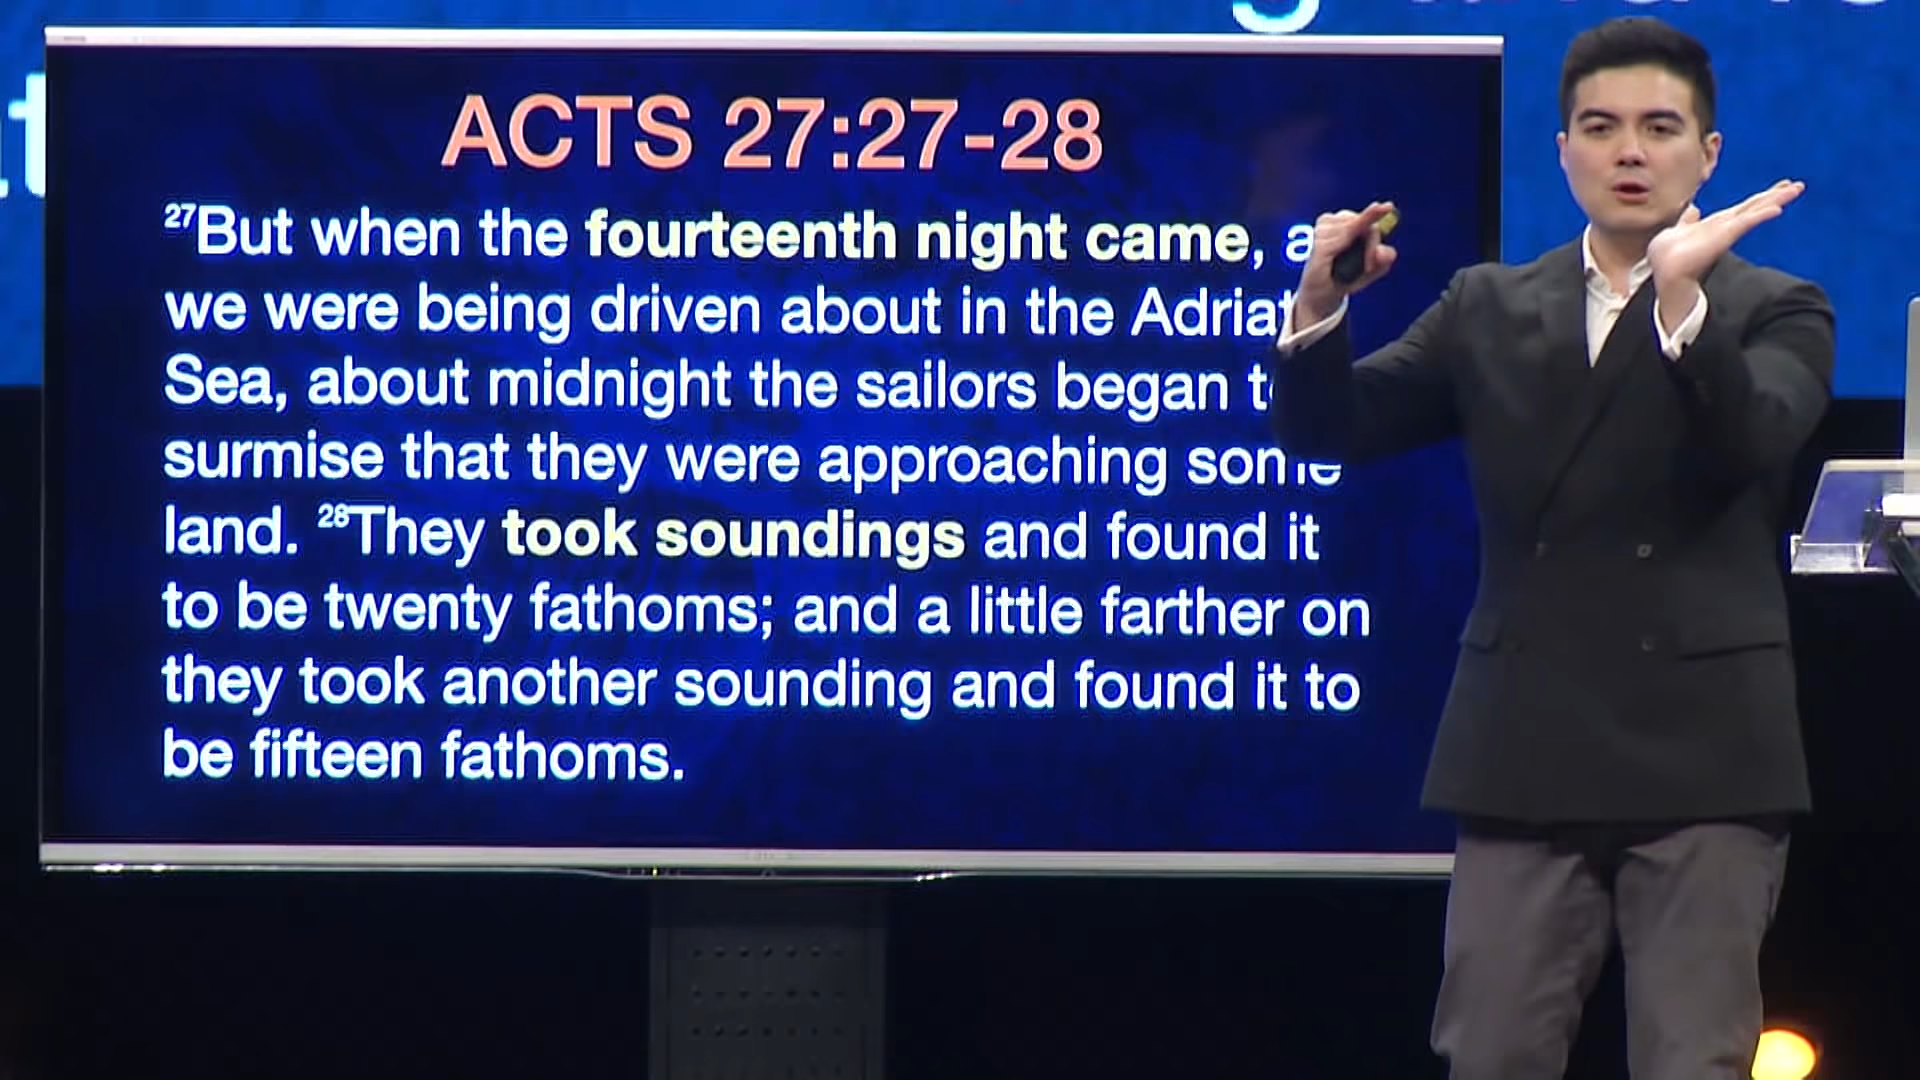 ACTS 27:27-28
27But when the fourteenth night came, a
we were being driven about in the Adriat
Sea, about midnight the sailors began t
surmise that they were approaching some
land. 28They took soundings and found it
to be twenty fathoms; and a little farther on
they took another sounding and found it to
be fifteen fathoms.